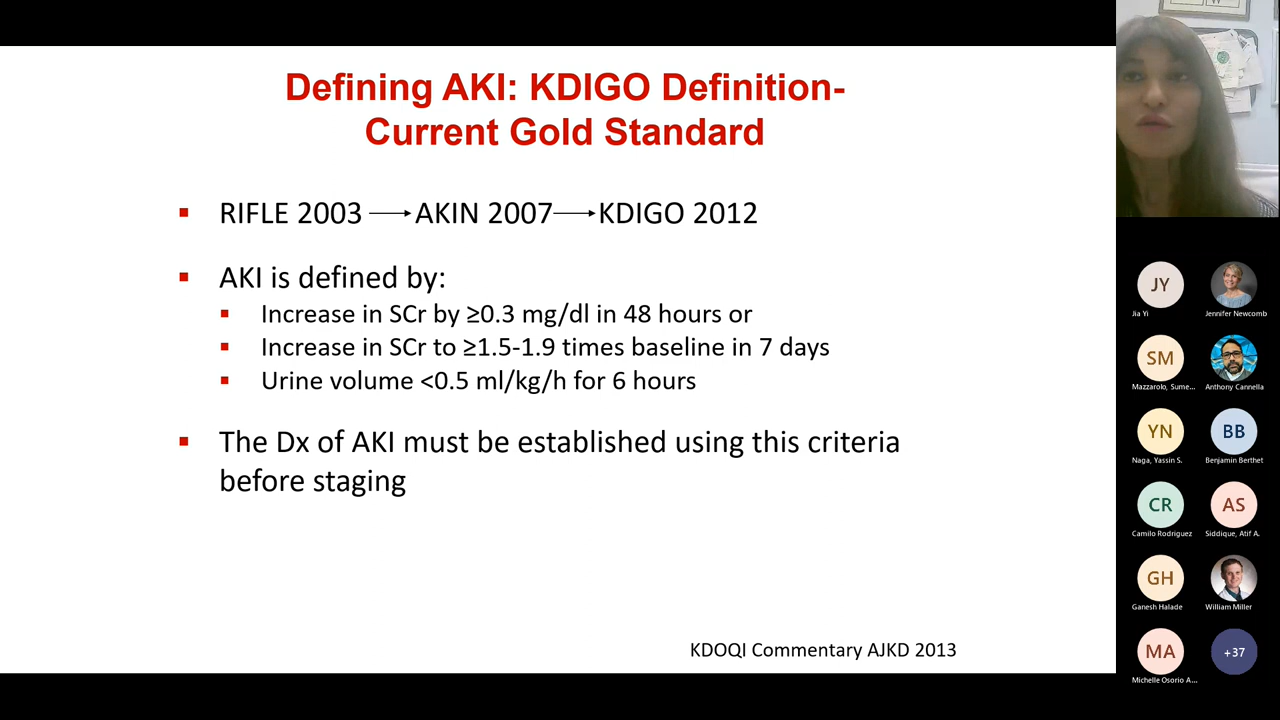 Defining AKI: KDIGO Definition-
Current Gold Standard
RIFLE 2003 → AKIN 2007 → KDIGO 2012
AKI is defined by:
Increase in SCr by ≥0.3 mg/dl in 48 hours or
Increase in SCr to ≥1.5-1.9 times baseline in 7 days
Urine volume <0.5 ml/kg/h for 6 hours
The Dx of AKI must be established using this criteria
before staging
KDOQI Commentary AJKD 2013
JY
Jia Yi
Jennifer Newcomb
SM
Mazzarolo, Sume...
Anthony Cannella
YN
Naga, Yassin S.
BB
Benjamin Berthet
CR
Camilo Rodriguez
AS
Siddique, Atif A.
GH
Ganesh Halade
William Miller
MA
Michelle Osorio A...
+37